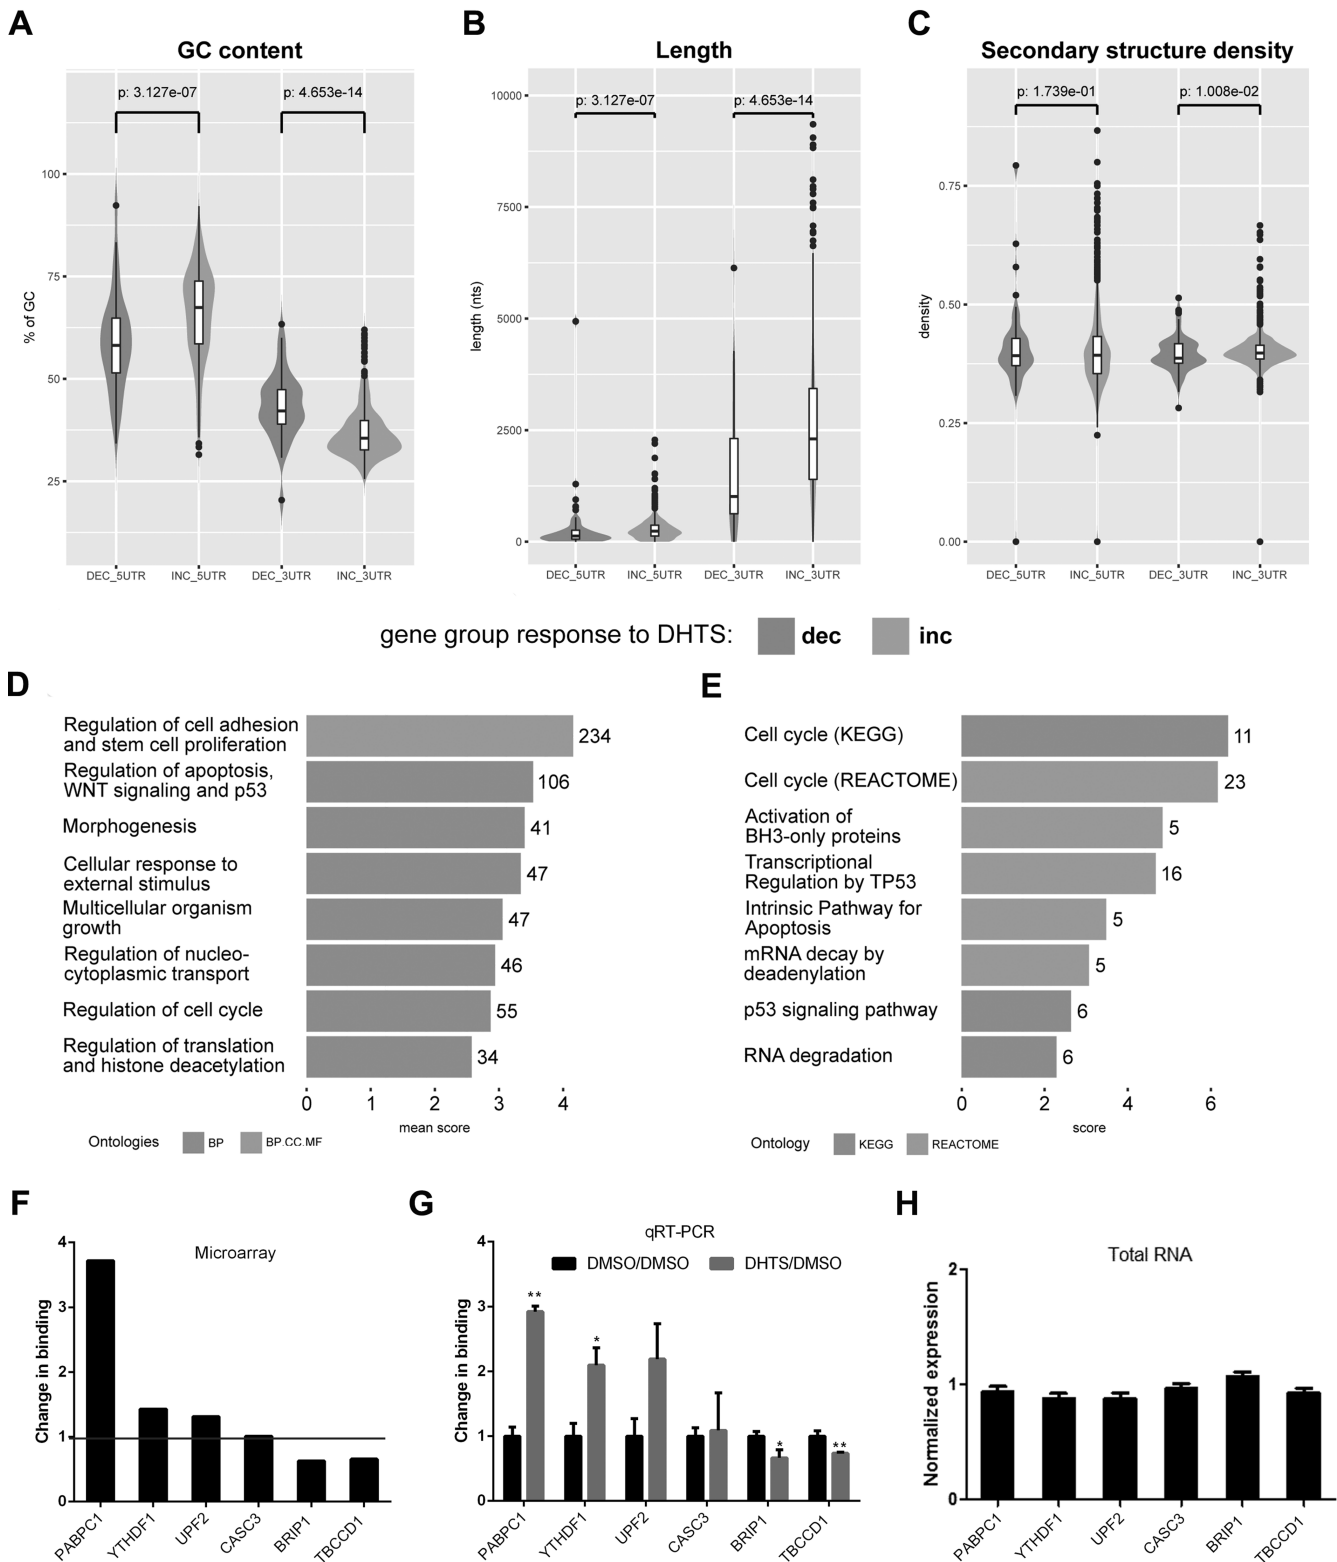 A
GC content
p: 3.127e-07
p: 4.653e-14
100
75
50
25
% of GC
DEC_5UTR
INC_5UTR
DEC_3UTR
INC_3UTR
B
Length
p: 3.127e-07
p: 4.653e-14
10000
7500
5000
2500
0
length (nts)
DEC_5UTR
INC_5UTR
DEC_3UTR
INC_3UTR
C
Secondary structure density
p: 1.739e-01
p: 1.008e-02
0.75
0.50
0.25
0.00
density
DEC_5UTR
INC_5UTR
DEC_3UTR
INC_3UTR
gene group response to DHTS: dec inc
D
Regulation of cell adhesion
and stem cell proliferation
234
Regulation of apoptosis,
WNT signaling and p53
106
Morphogenesis
41
Cellular response to
external stimulus
47
Multicellular organism
growth
47
Regulation of nucleo-
cytoplasmic transport
46
Regulation of cell cycle
55
Regulation of translation
and histone deacetylation
34
0 1 2 3 4
mean score
Ontologies BP BP.CC.MF
E
Cell cycle (KEGG)
11
Cell cycle (REACTOME)
23
Activation of
BH3-only proteins
5
Transcriptional
Regulation by TP53
16
Intrinsic Pathway for
Apoptosis
5
mRNA decay by
deadenylation
5
p53 signaling pathway
6
RNA degradation
6
0 2 4 6
score
Ontology KEGG REACTOME
F
Microarray
4
3
2
1
0
Change in binding
PABPC1
YTHDF1
UPF2
CASC3
BRIP1
TBCCD1
G
qRT-PCR
DMSO/DMSO DHTS/DMSO
4
3
2
1
0
Change in binding
**
*
*
**
PABPC1
YTHDF1
UPF2
CASC3
BRIP1
TBCCD1
H
Total RNA
2
1
0
Normalized expression
PABPC1
YTHDF1
UPF2
CASC3
BRIP1
TBCCD1